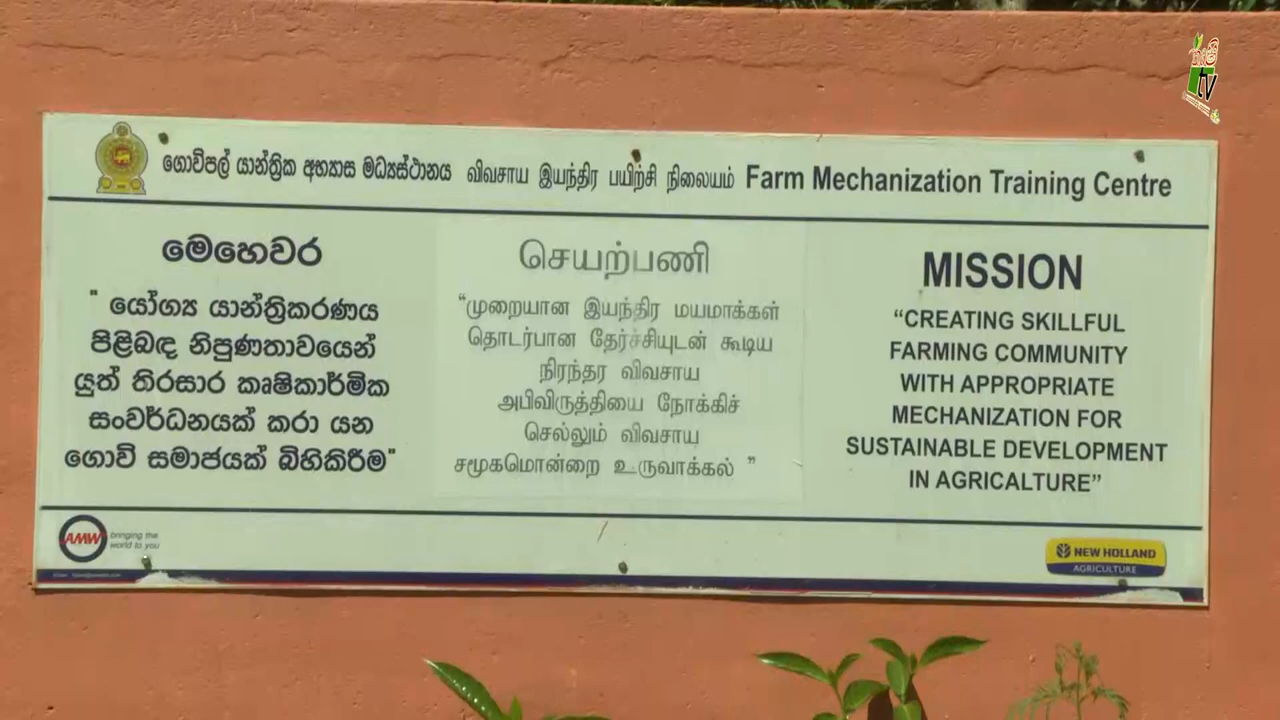 කෘෂි
tv
ගොවිපල් යාන්ත්‍රික අභ්‍යාස මධ්‍යස්ථානය விவசாய இயந்திர பயிற்சி நிலையம் Farm Mechanization Training Centre
මෙහෙවර
" යෝග්‍ය යාන්ත්‍රිකරණය
පිළිබඳ නිපුණතාවයෙන්
යුත් තිරසාර කෘෂිකාර්මික
සංවර්ධනයක් කරා යන
ගොවි සමාජයක් බිහිකිරීම"
செயற்பணி
“முறையான இயந்திர மயமாக்கள்
தொடர்பான தேர்ச்சியுடன் கூடிய
நிரந்தர விவசாய
அபிவிருத்தியை நோக்கிச்
செல்லும் விவசாய
சமூகமொன்றை உருவாக்கல் ”
MISSION
“CREATING SKILLFUL
FARMING COMMUNITY
WITH APPROPRIATE
MECHANIZATION FOR
SUSTAINABLE DEVELOPMENT
IN AGRICALTURE”
AMW bringing the
world to you
NEW HOLLAND
AGRICULTURE